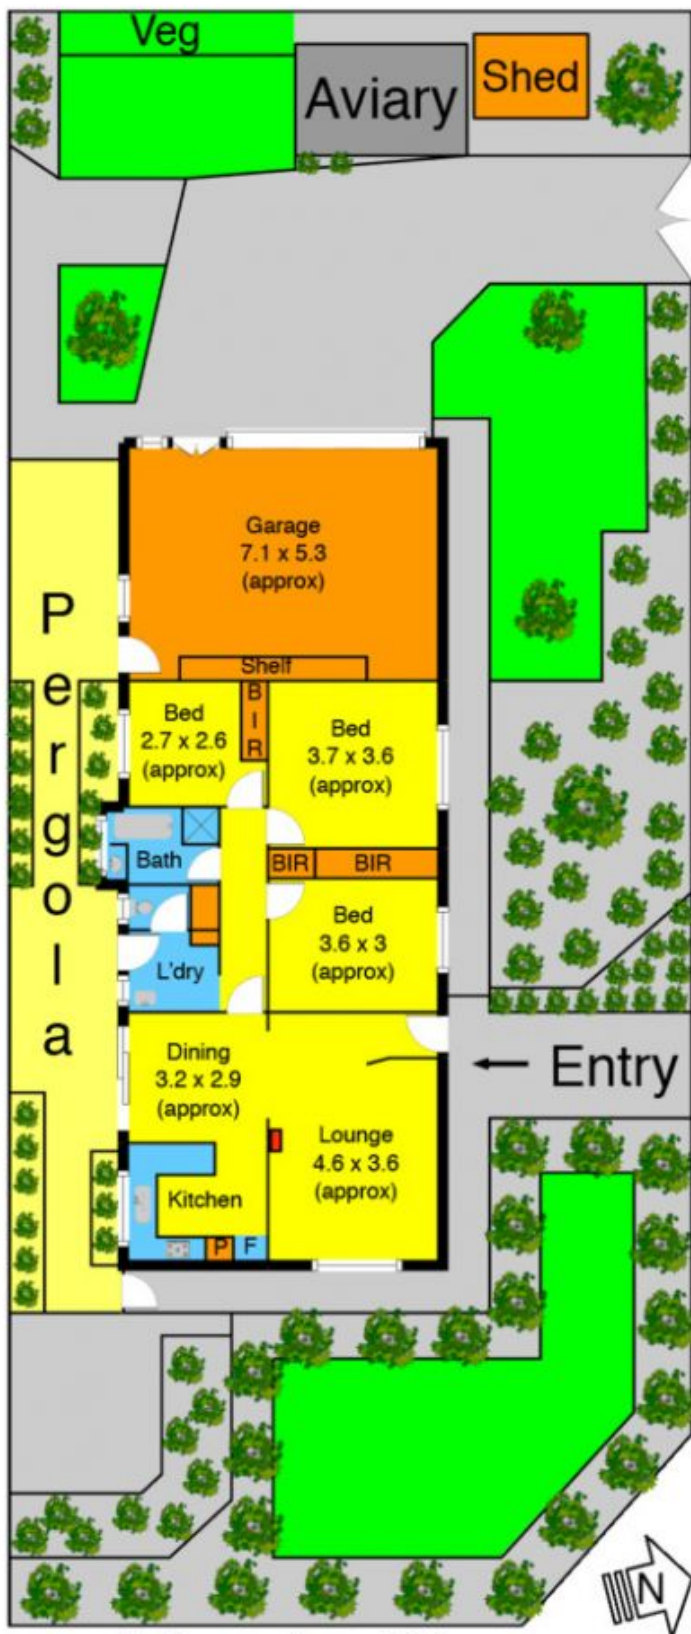 Veg
Aviary
Shed
Garage
7.1 x 5.3
(approx)
Shelf
Pergola
Bed
2.7 x 2.6
(approx)
BIR
Bed
3.7 x 3.6
(approx)
Bath
BIR
BIR
Bed
3.6 x 3
(approx)
L'dry
Dining
3.2 x 2.9
(approx)
Entry
Lounge
4.6 x 3.6
(approx)
Kitchen
P
F
N